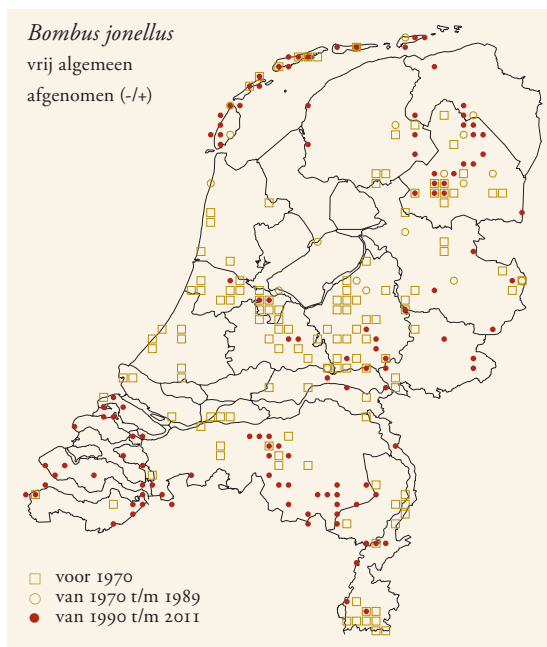 Bombus jonellus
vrij algemeen
afgenomen (-/+)
voor 1970
van 1970 t/m 1989
van 1990 t/m 2011